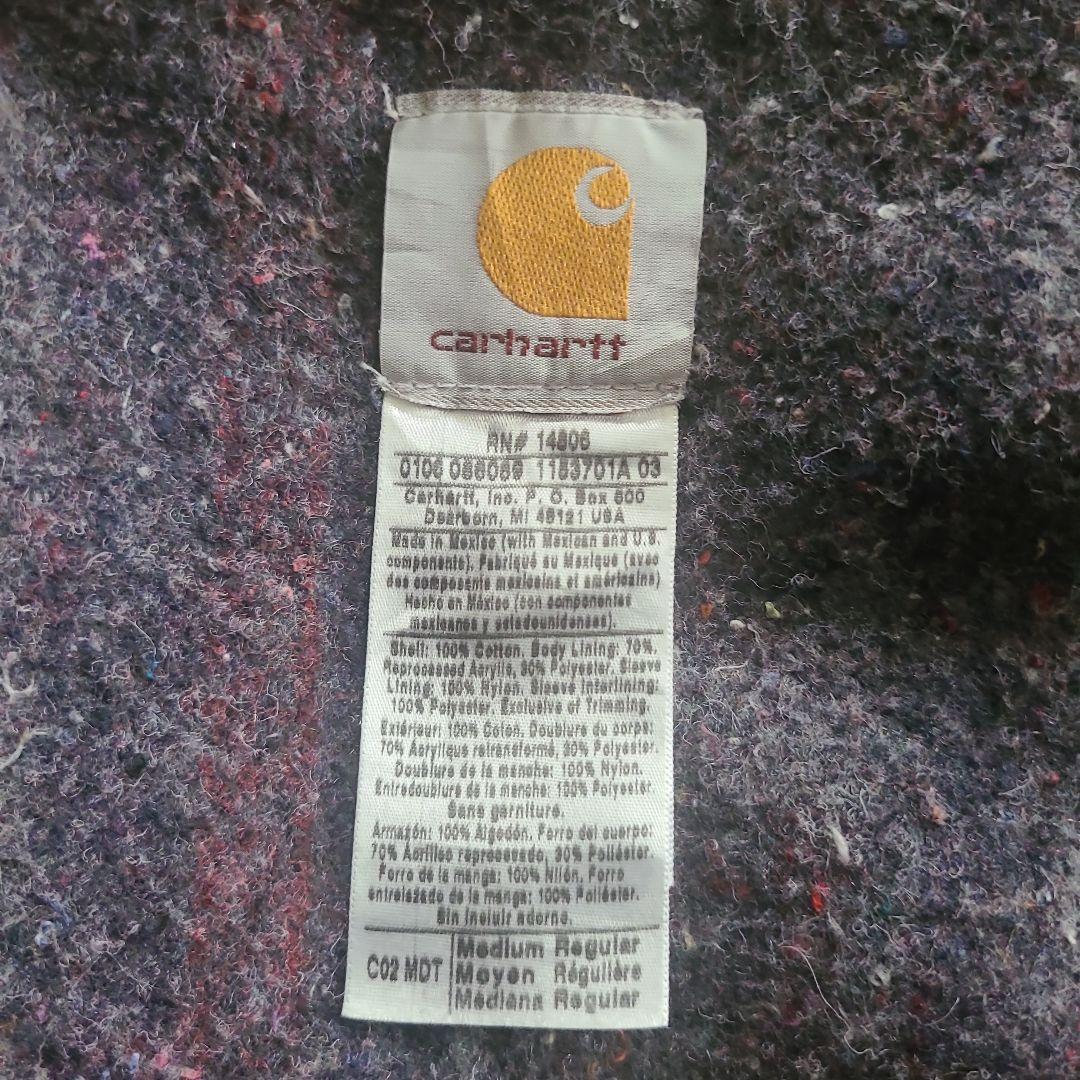 carhartt
RN# 14806
1153701A 03
Carhartt, Inc. P. O. Box 600
Dearborn, MI 48121 USA
Made in Mexico (with Mexican and U.S.
components). Fabriqué au Mexique (avec
des composants mexicains et américains)
Hecho en México (con componentes
mexicanos y estadounidenses).
Shell: 100% Cotton. Body Lining: 70%.
Reprocessed Acrylic, 30% Polyester. Sleeve
Lining: 100% Nylon. Sleeve Interlining:
100% Polyester. Exclusive of Trimming.
Extérieur: 100% Coton. Doublure du corps:
70% Acrylique retransformé, 30% Polyester.
Doublure de la manche: 100% Nylon.
Entredoublure de la manche: 100% Polyester.
Sans garniture.
Armazón: 100% Algodón. Forro del cuerpo:
70% Acrílico reprocesado, 30% Poliéster
Forro de la manga: 100% Nilón. Forro
entrelazado de la manga: 100% Poliéster.
Sin incluir adorno.
C02 MDT
Medium Regular
Moyen Régulière
Mediana Regular